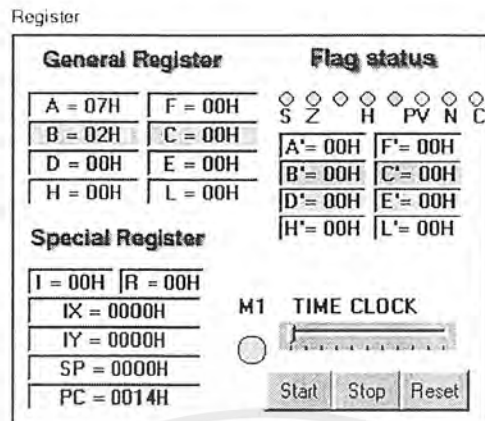 Register
General Register
A = 07H F = 00H
B = 02H C = 00H
D = 00H E = 00H
H = 00H L = 00H
Special Register
I = 00H R = 00H
IX = 0000H
IY = 0000H
SP = 0000H
PC = 0014H
Flag status
S Z H PV N C
A'= 00H F'= 00H
B'= 00H C'= 00H
D'= 00H E'= 00H
H'= 00H L'= 00H
M1 TIME CLOCK
Start Stop Reset